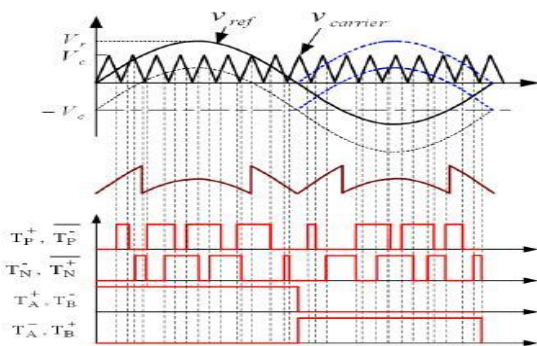 v_ref v_carrier
V_r
V_c
-V_c
T_P^+, \overline{T_P^-}
T_N^-, \overline{T_N^+}
T_A^+, T_B^-
T_A^-, T_B^+